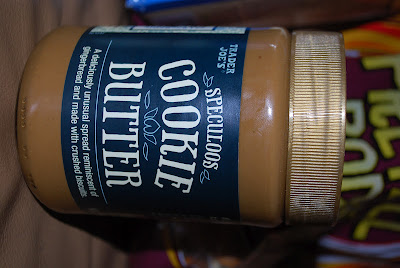 TRADER
JOE'S
SPECULOOS
COOKIE
BUTTER
A deliciously unusual spread reminiscent of
gingerbread and made with crushed biscuits.